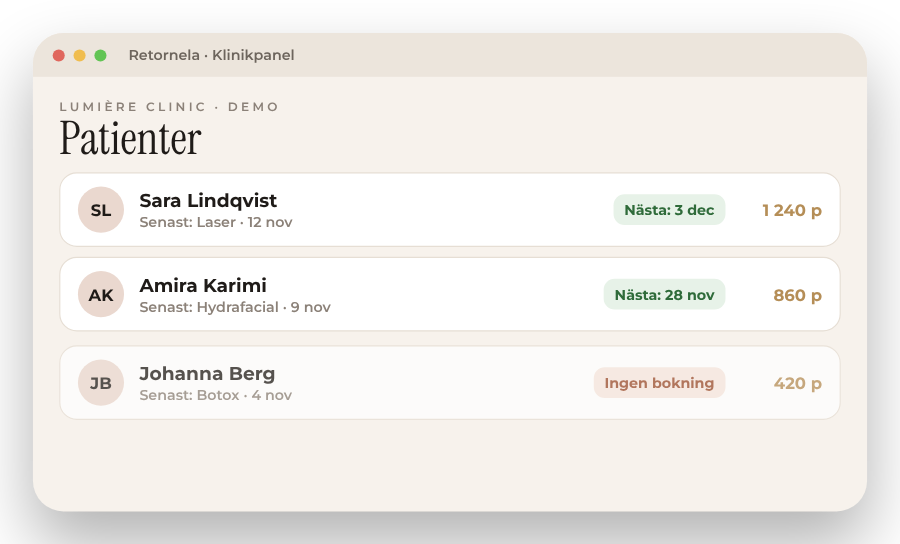 Retornela · Klinikpanel
LUMIÈRE CLINIC · DEMO
Patienter
SL
Sara Lindqvist
Senast: Laser · 12 nov
Nästa: 3 dec
1 240 p
AK
Amira Karimi
Senast: Hydrafacial · 9 nov
Nästa: 28 nov
860 p
JB
Johanna Berg
Senast: Botox · 4 nov
Ingen bokning
420 p